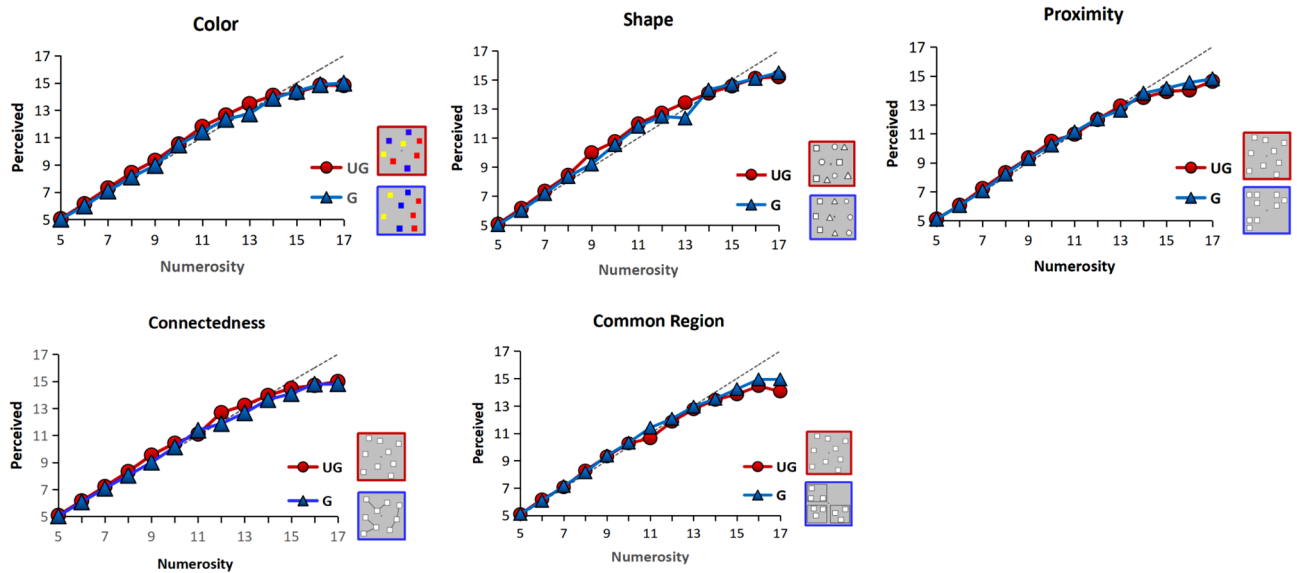 Color
Perceived
17
15
13
11
9
7
5
5 7 9 11 13 15 17
Numerosity
UG
G
Shape
Perceived
17
15
13
11
9
7
5
5 7 9 11 13 15 17
Numerosity
UG
G
Proximity
Perceived
17
15
13
11
9
7
5
5 7 9 11 13 15 17
Numerosity
UG
G
Connectedness
Perceived
17
15
13
11
9
7
5
5 7 9 11 13 15 17
Numerosity
UG
G
Common Region
Perceived
17
15
13
11
9
7
5
5 7 9 11 13 15 17
Numerosity
UG
G